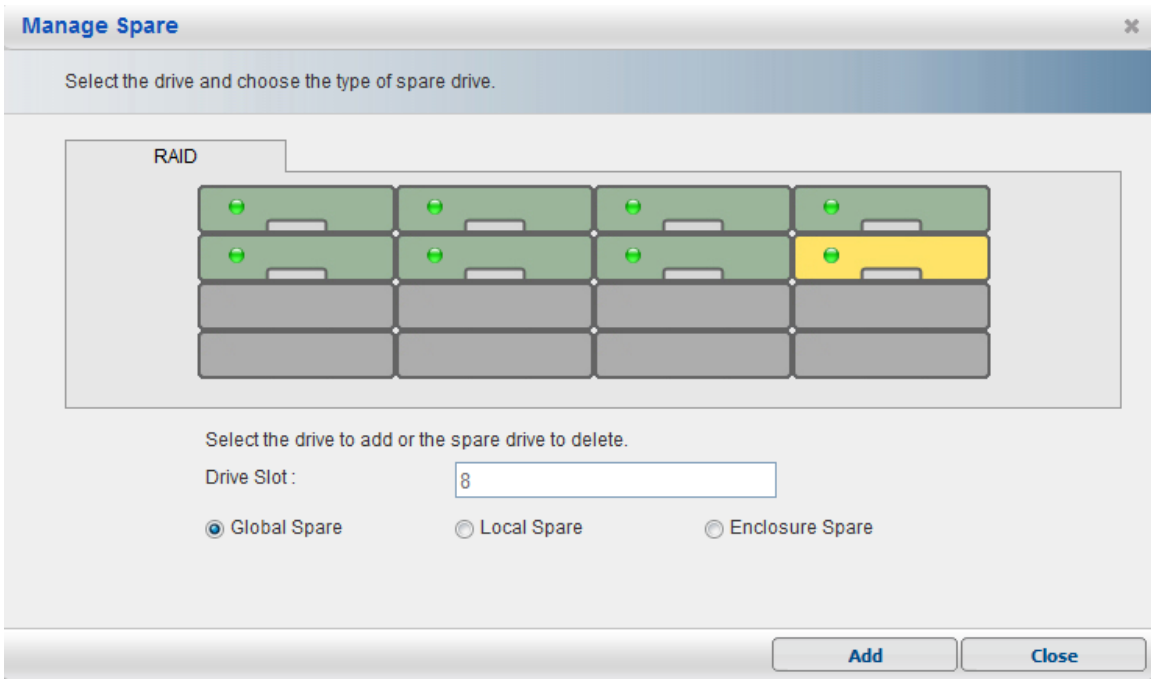 Manage Spare
Select the drive and choose the type of spare drive.
RAID
Select the drive to add or the spare drive to delete.
Drive Slot :
8
Global Spare
Local Spare
Enclosure Spare
Add
Close